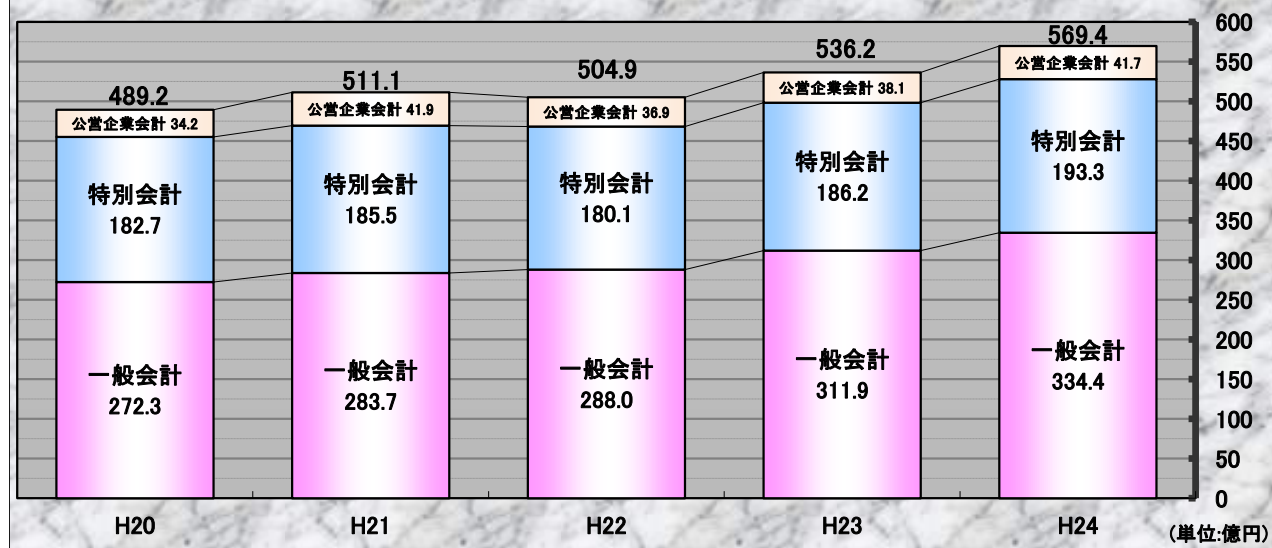 600
550
500
450
400
350
300
250
200
150
100
50
0
489.2
公営企業会計 34.2
特別会計
182.7
一般会計
272.3
511.1
公営企業会計 41.9
特別会計
185.5
一般会計
283.7
504.9
公営企業会計 36.9
特別会計
180.1
一般会計
288.0
536.2
公営企業会計 38.1
特別会計
186.2
一般会計
311.9
569.4
公営企業会計 41.7
特別会計
193.3
一般会計
334.4
H20
H21
H22
H23
H24
(単位:億円)